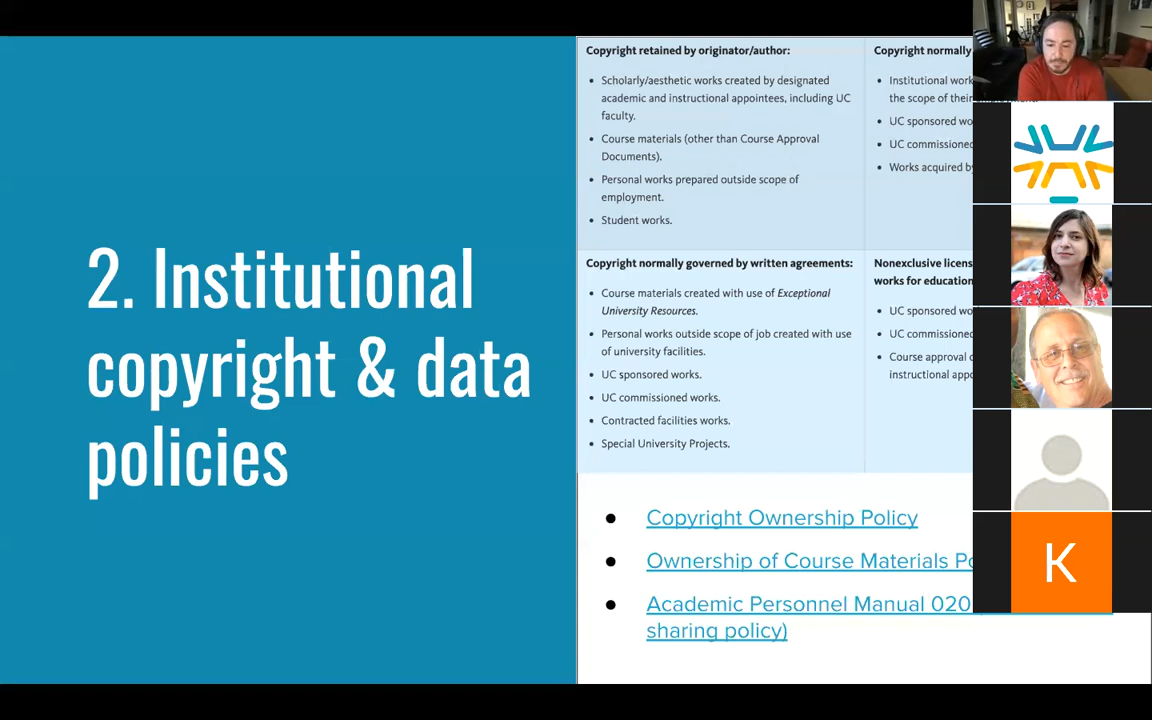 2. Institutional
copyright & data
policies
Copyright retained by originator/author:
• Scholarly/aesthetic works created by designated
academic and instructional appointees, including UC
faculty.
• Course materials (other than Course Approval
Documents).
• Personal works prepared outside scope of
employment.
• Student works.
Copyright normally
• Institutional work
the scope of their
• UC sponsored wo
• UC commissioned
• Works acquired by
Copyright normally governed by written agreements:
• Course materials created with use of Exceptional
University Resources.
• Personal works outside scope of job created with use
of university facilities.
• UC sponsored works.
• UC commissioned works.
• Contracted facilities works.
• Special University Projects.
Nonexclusive licens
works for education
• UC sponsored wo
• UC commissioned
• Course approval
instructional appo
● Copyright Ownership Policy
● Ownership of Course Materials Po
● Academic Personnel Manual 020
sharing policy)
K